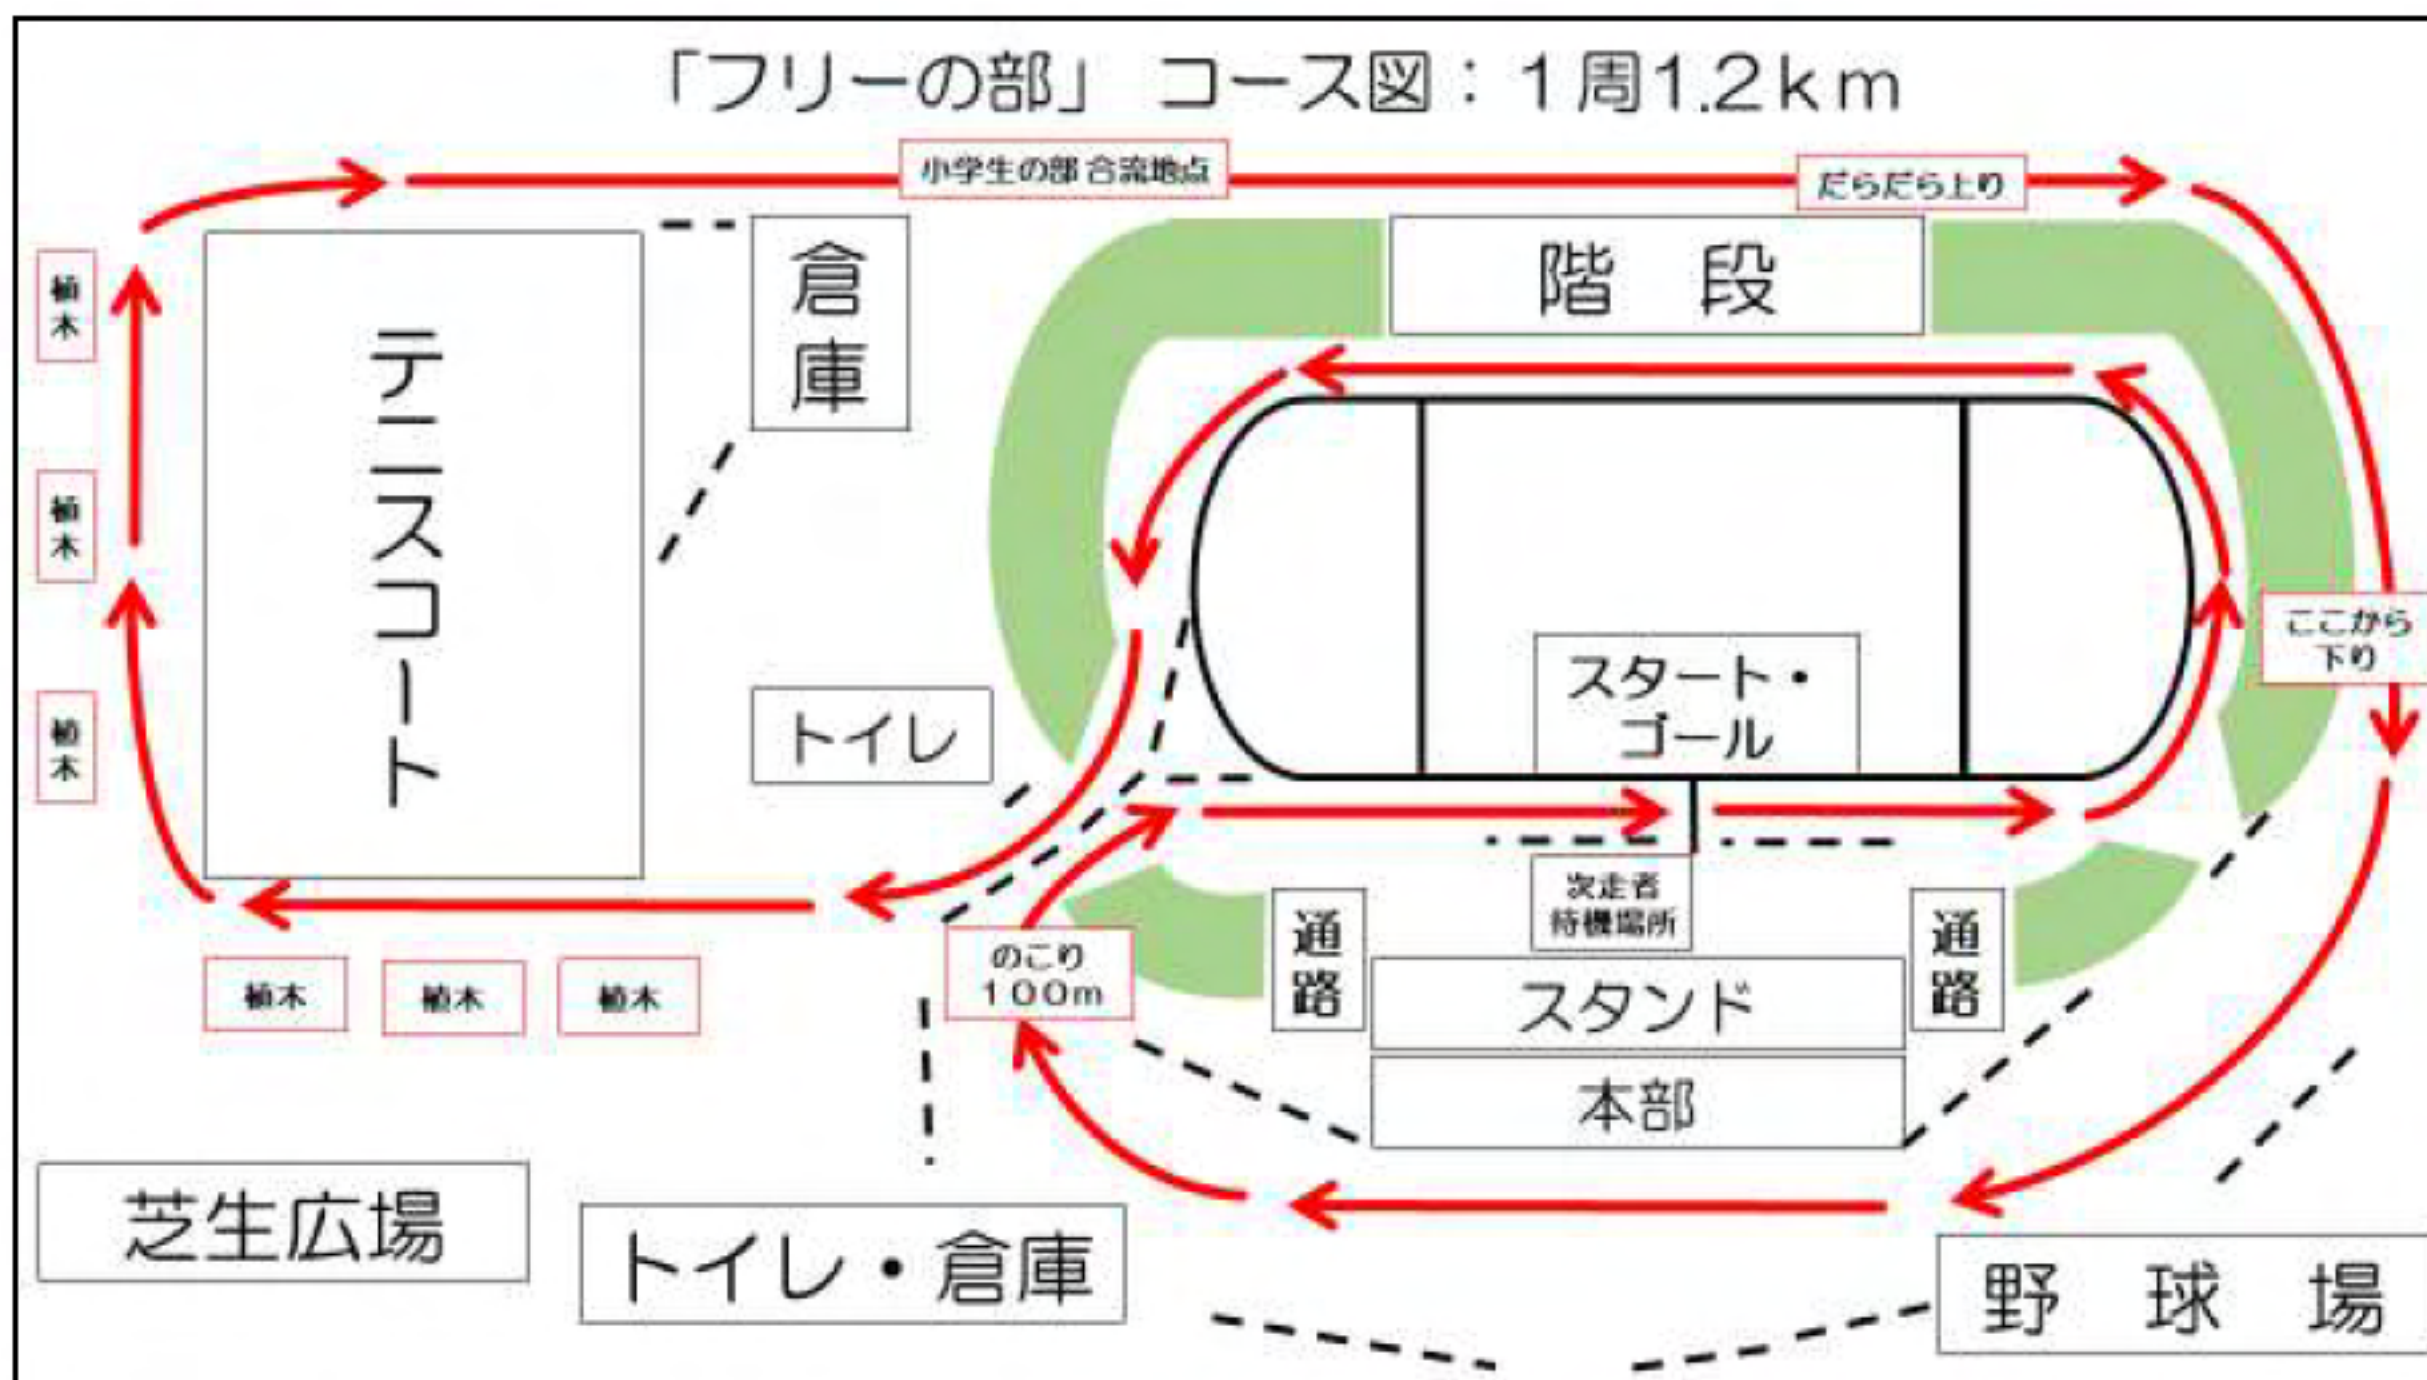 「フリーの部」 コース図：1周1.2km
小学生の部 合流地点
だらだら上り
植木
植木
植木
テニスコート
倉庫
階 段
トイレ
スタート・
ゴール
ここから
下り
次走者
待機場所
通路
通路
のこり
100m
スタンド
本部
植木
植木
植木
芝生広場
トイレ・倉庫
野 球 場